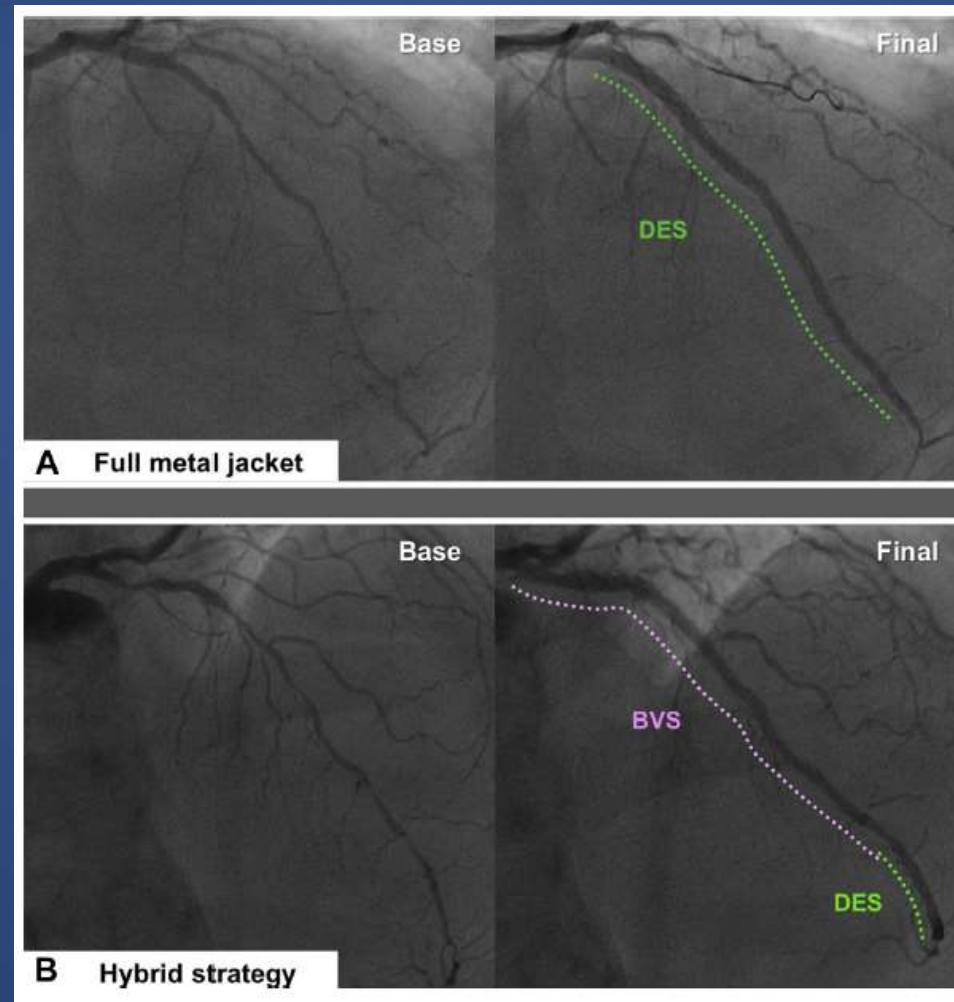 Base
Final
DES
A Full metal jacket
Base
Final
BVS
DES
B Hybrid strategy